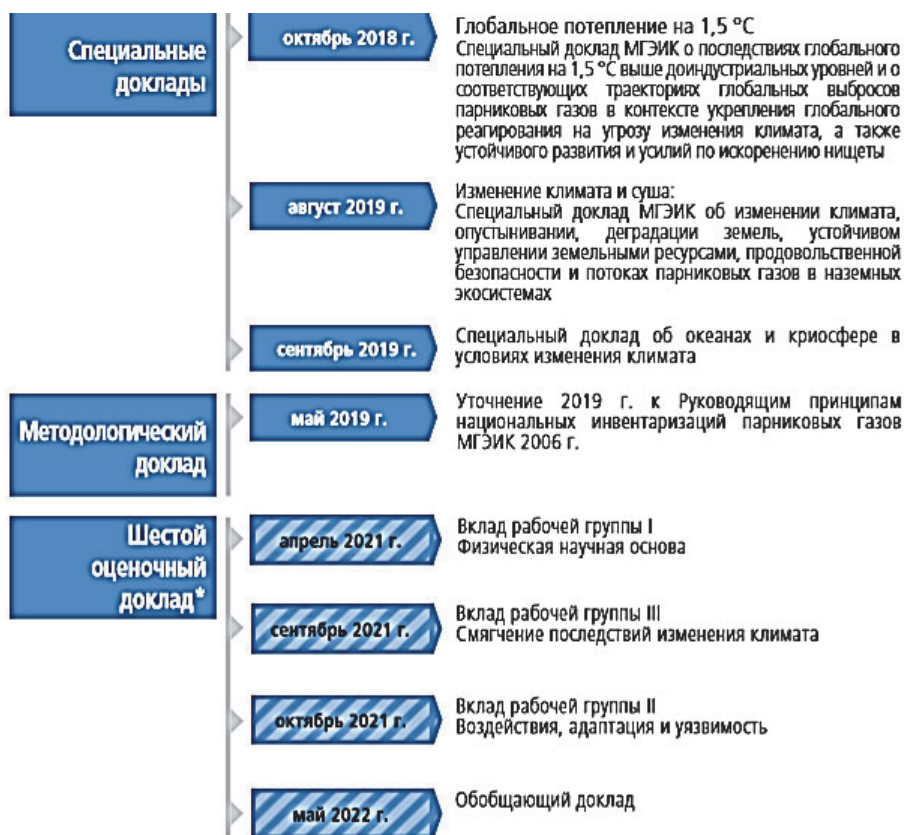 Специальные
доклады
октябрь 2018 г.
Глобальное потепление на 1,5 °C
Специальный доклад МГЭИК о последствиях глобального
потепления на 1,5 °C выше доиндустриальных уровней и о
соответствующих траекториях глобальных выбросов
парниковых газов в контексте укрепления глобального
реагирования на угрозу изменения климата, а также
устойчивого развития и усилий по искоренению нищеты
август 2019 г.
Изменение климата и суша:
Специальный доклад МГЭИК об изменении климата,
опустынивании, деградации земель, устойчивом
управлении земельными ресурсами, продовольственной
безопасности и потоках парниковых газов в наземных
экосистемах
сентябрь 2019 г.
Специальный доклад об океанах и криосфере в
условиях изменения климата
Методологический
доклад
май 2019 г.
Уточнение 2019 г. к Руководящим принципам
национальных инвентаризаций парниковых газов
МГЭИК 2006 г.
Шестой
оценочный
доклад*
апрель 2021 г.
Вклад рабочей группы I
Физическая научная основа
сентябрь 2021 г.
Вклад рабочей группы III
Смягчение последствий изменения климата
октябрь 2021 г.
Вклад рабочей группы II
Воздействия, адаптация и уязвимость
май 2022 г.
Обобщающий доклад